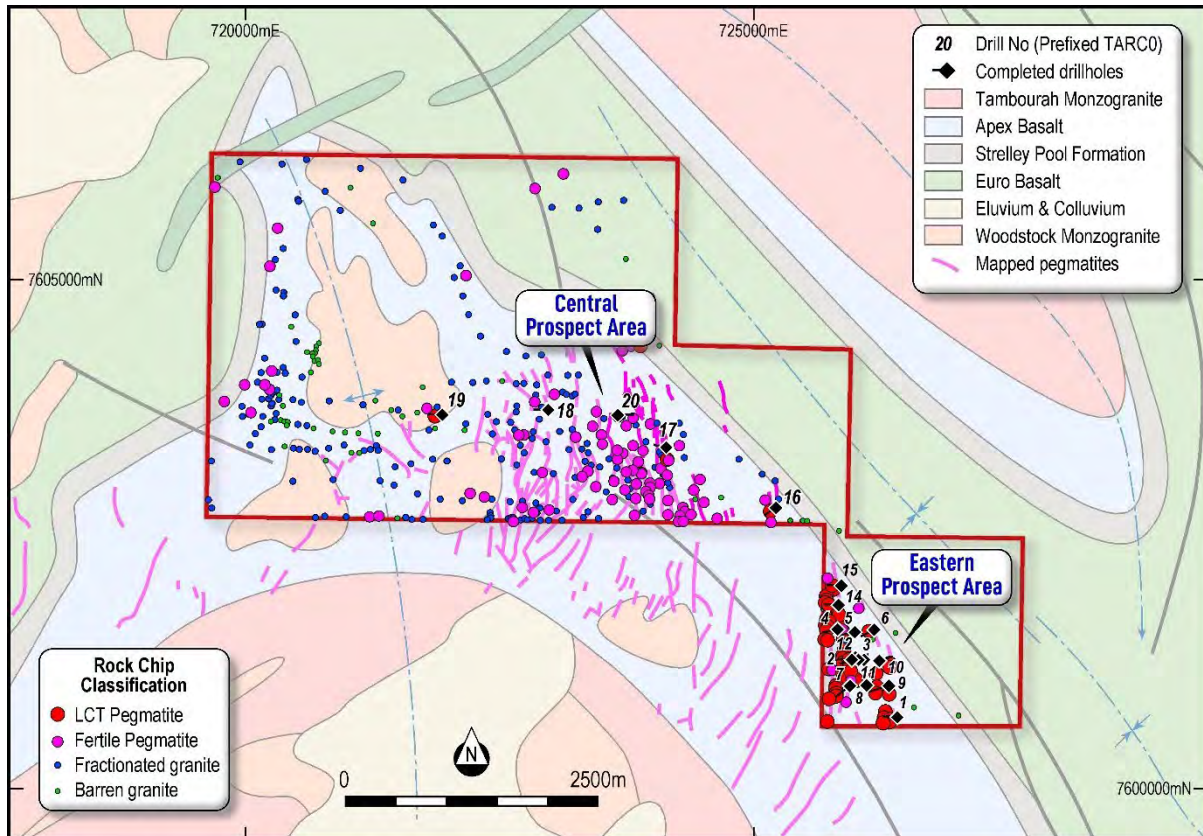 720000mE
725000mE
20 Drill No (Prefixed TARC0)
Completed drillholes
Tambourah Monzogranite
Apex Basalt
Strelley Pool Formation
Euro Basalt
Eluvium & Colluvium
Woodstock Monzogranite
Mapped pegmatites
7605000mN
Central
Prospect Area
19
18
20
17
16
Eastern
Prospect Area
15
14
4
5
6
12
3
2
10
7
11
9
8
1
Rock Chip
Classification
LCT Pegmatite
Fertile Pegmatite
Fractionated granite
Barren granite
N
0
2500m
7600000mN